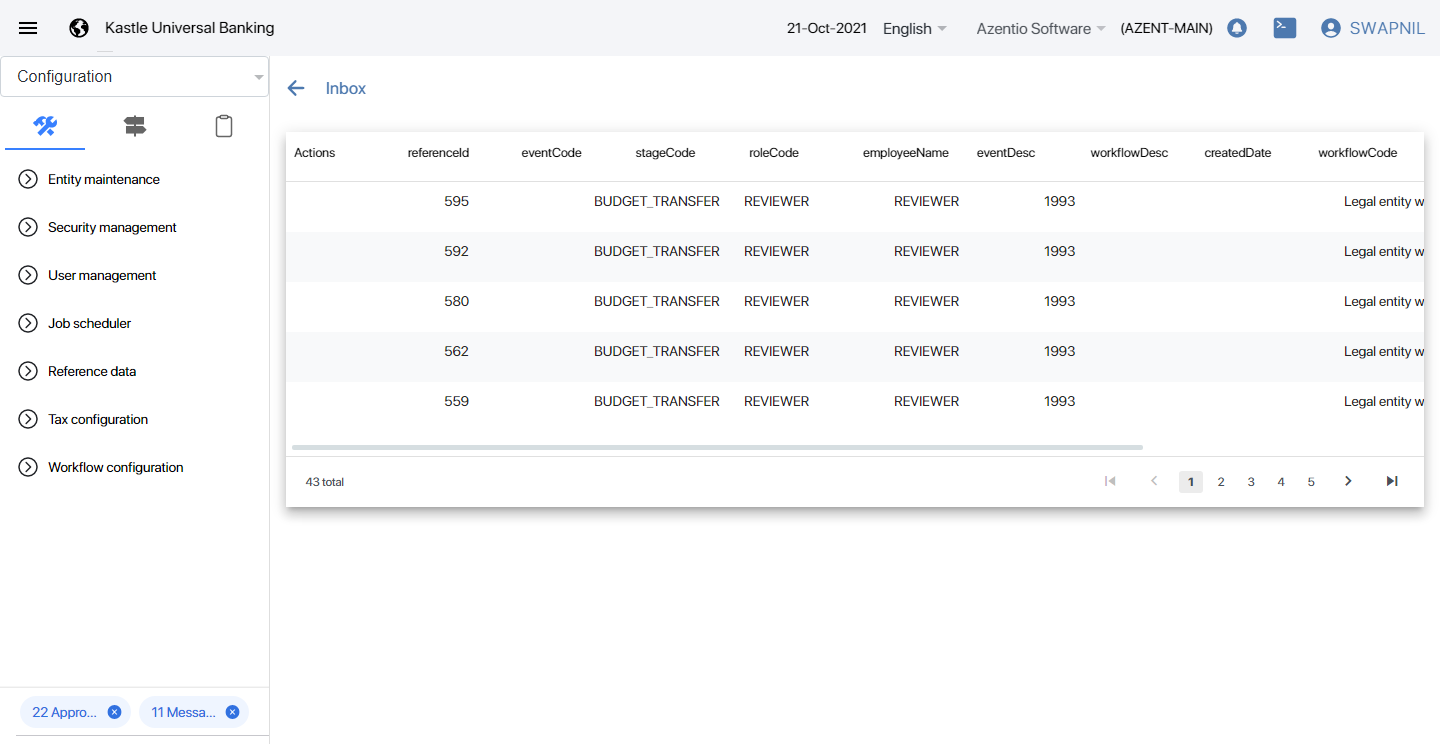 Kastle Universal Banking 21-Oct-2021 English Azentio Software (AZENT-MAIN) SWAPNIL
Configuration
Entity maintenance
Security management
User management
Job scheduler
Reference data
Tax configuration
Workflow configuration
22 Appro... 11 Messa...
Inbox
Actions referenceId eventCode stageCode roleCode employeeName eventDesc workflowDesc createdDate workflowCode
595 BUDGET_TRANSFER REVIEWER REVIEWER 1993 Legal entity w
592 BUDGET_TRANSFER REVIEWER REVIEWER 1993 Legal entity w
580 BUDGET_TRANSFER REVIEWER REVIEWER 1993 Legal entity w
562 BUDGET_TRANSFER REVIEWER REVIEWER 1993 Legal entity w
559 BUDGET_TRANSFER REVIEWER REVIEWER 1993 Legal entity w
43 total 1 2 3 4 5